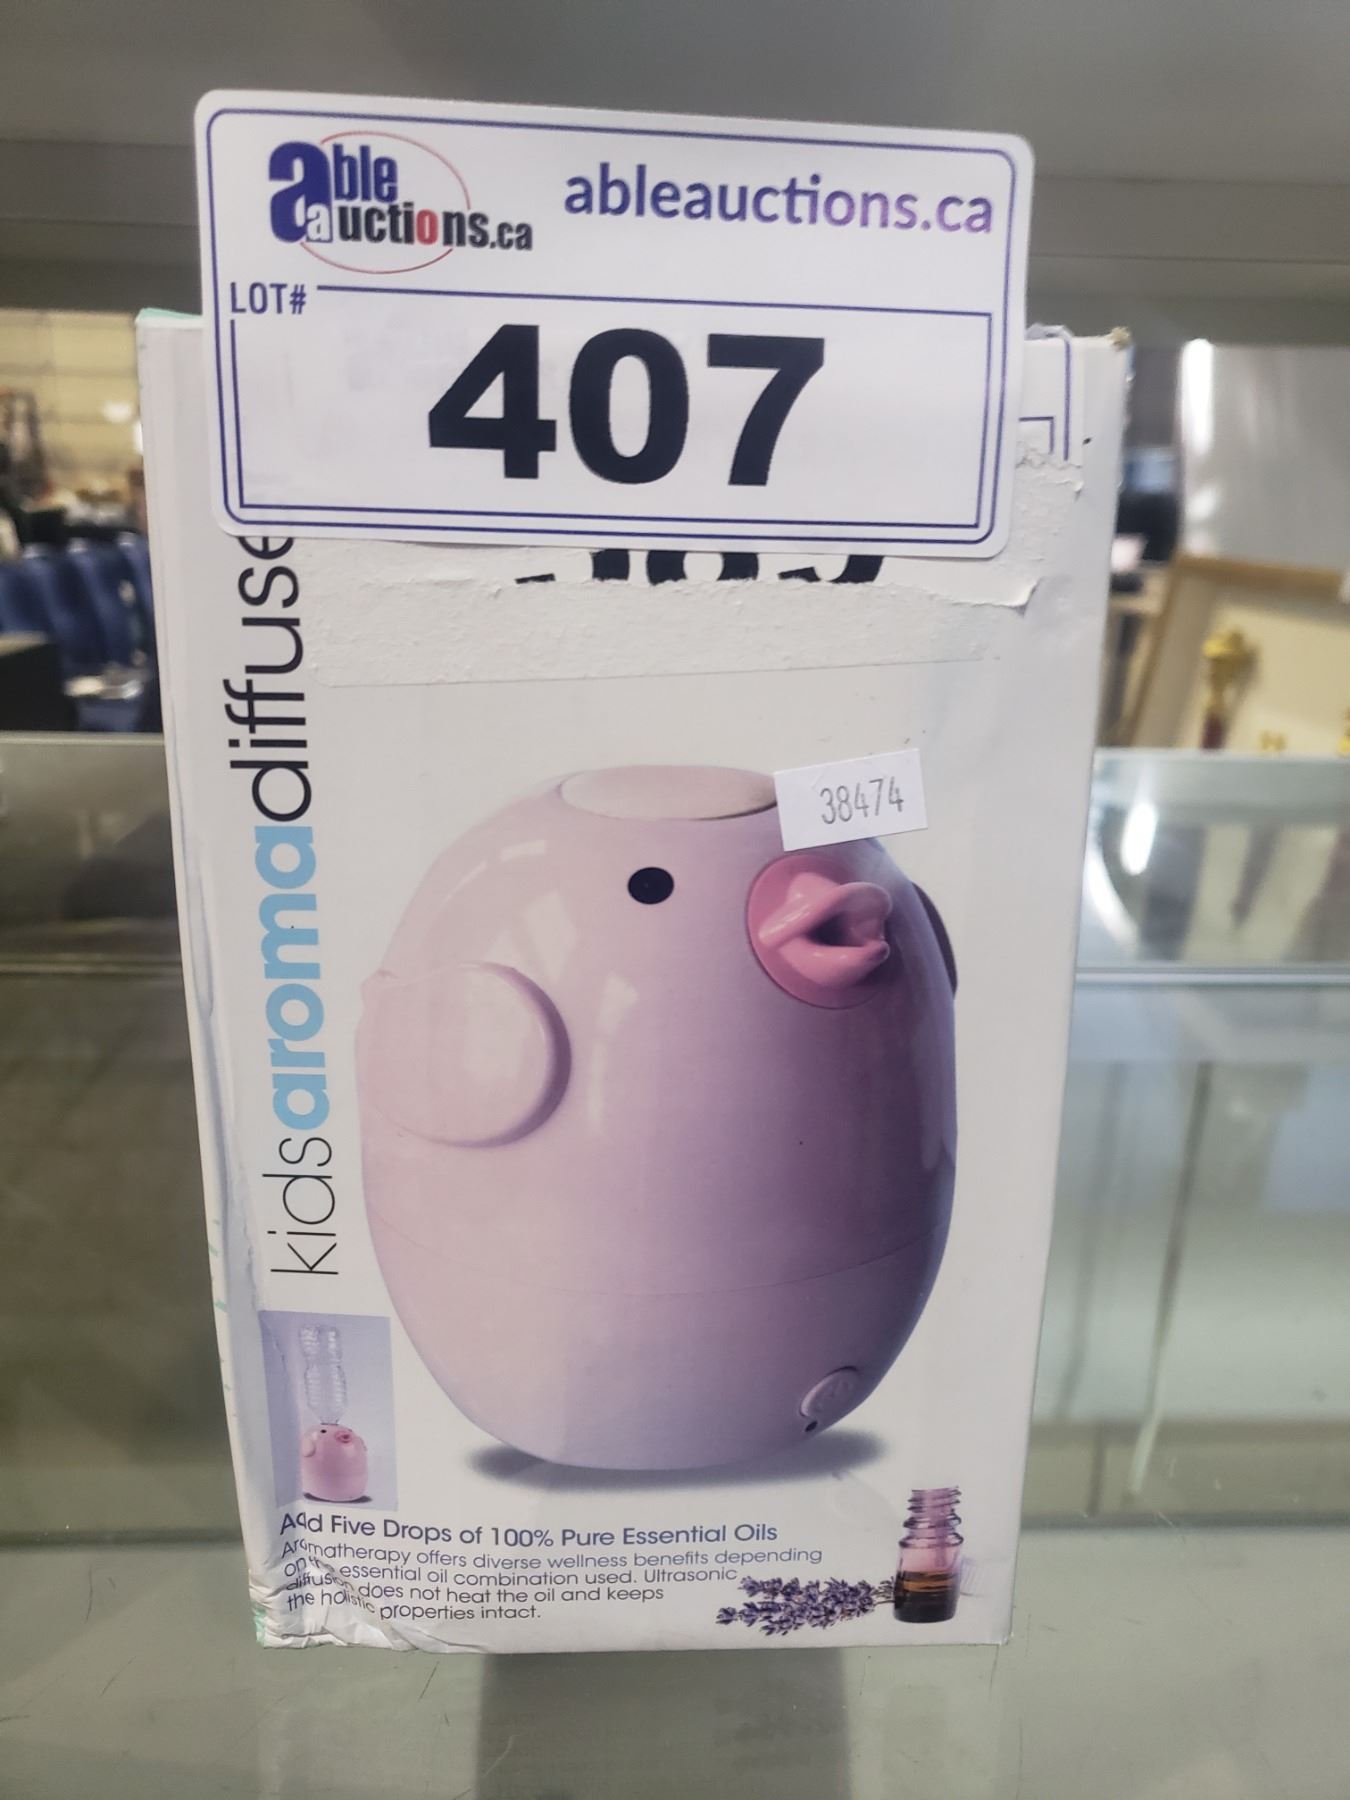 able auctions.ca
ableauctions.ca
LOT#
407
38474
kidsaromadiffuse
Add Five Drops of 100% Pure Essential Oils
Aromatherapy offers diverse wellness benefits depending
on the essential oil combination used. Ultrasonic
diffusion does not heat the oil and keeps
the holistic properties intact.